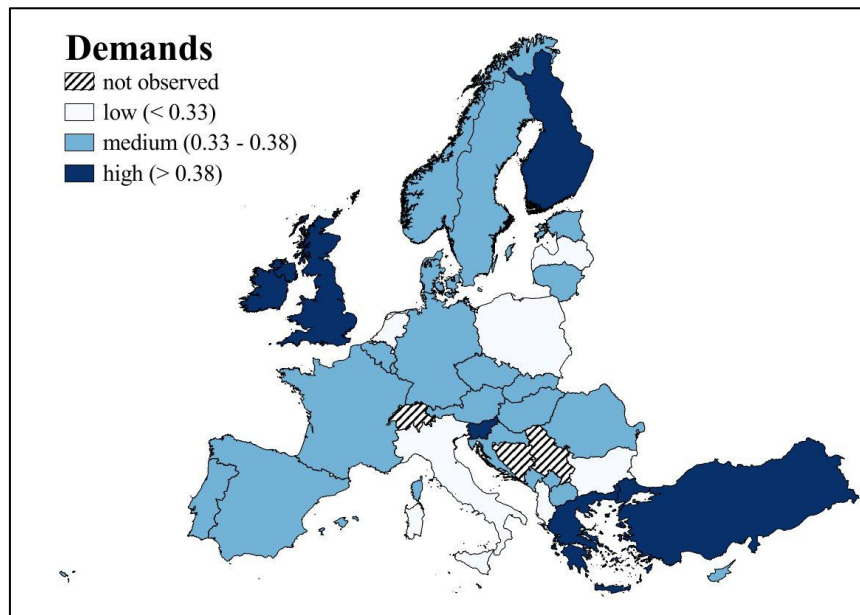 Demands
not observed
low (< 0.33)
medium (0.33 - 0.38)
high (> 0.38)